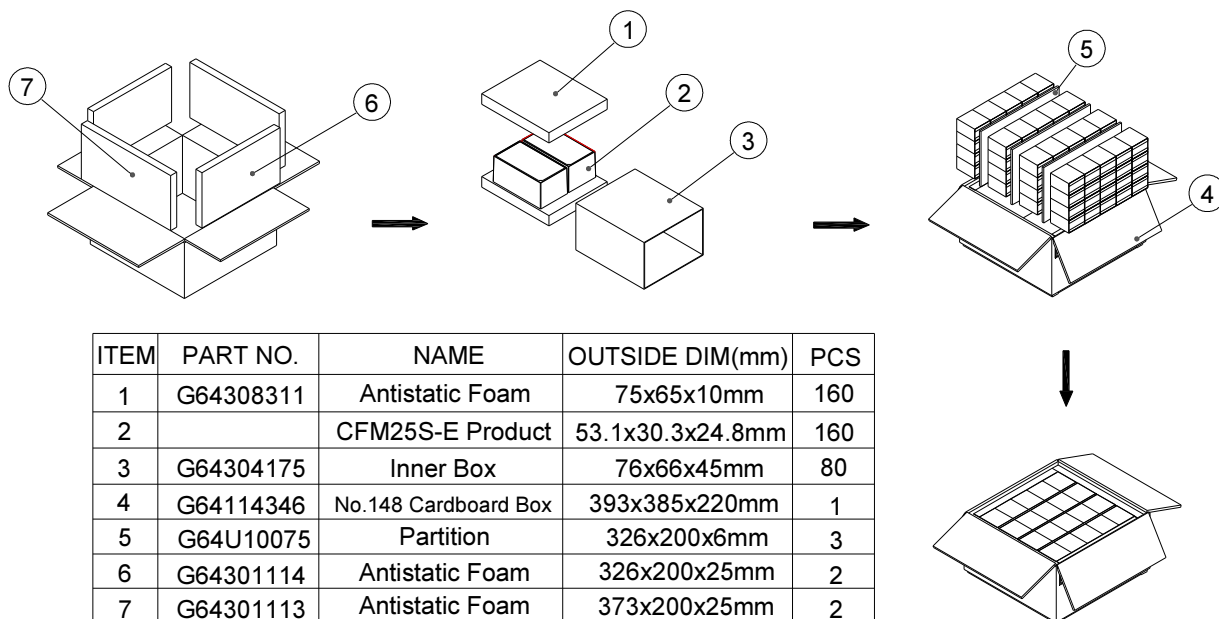 1
5
7
6
2
3
4
ITEM PART NO. NAME OUTSIDE DIM(mm) PCS
1 G64308311 Antistatic Foam 75x65x10mm 160
2 CFM25S-E Product 53.1x30.3x24.8mm 160
3 G64304175 Inner Box 76x66x45mm 80
4 G64114346 No.148 Cardboard Box 393x385x220mm 1
5 G64U10075 Partition 326x200x6mm 3
6 G64301114 Antistatic Foam 326x200x25mm 2
7 G64301113 Antistatic Foam 373x200x25mm 2